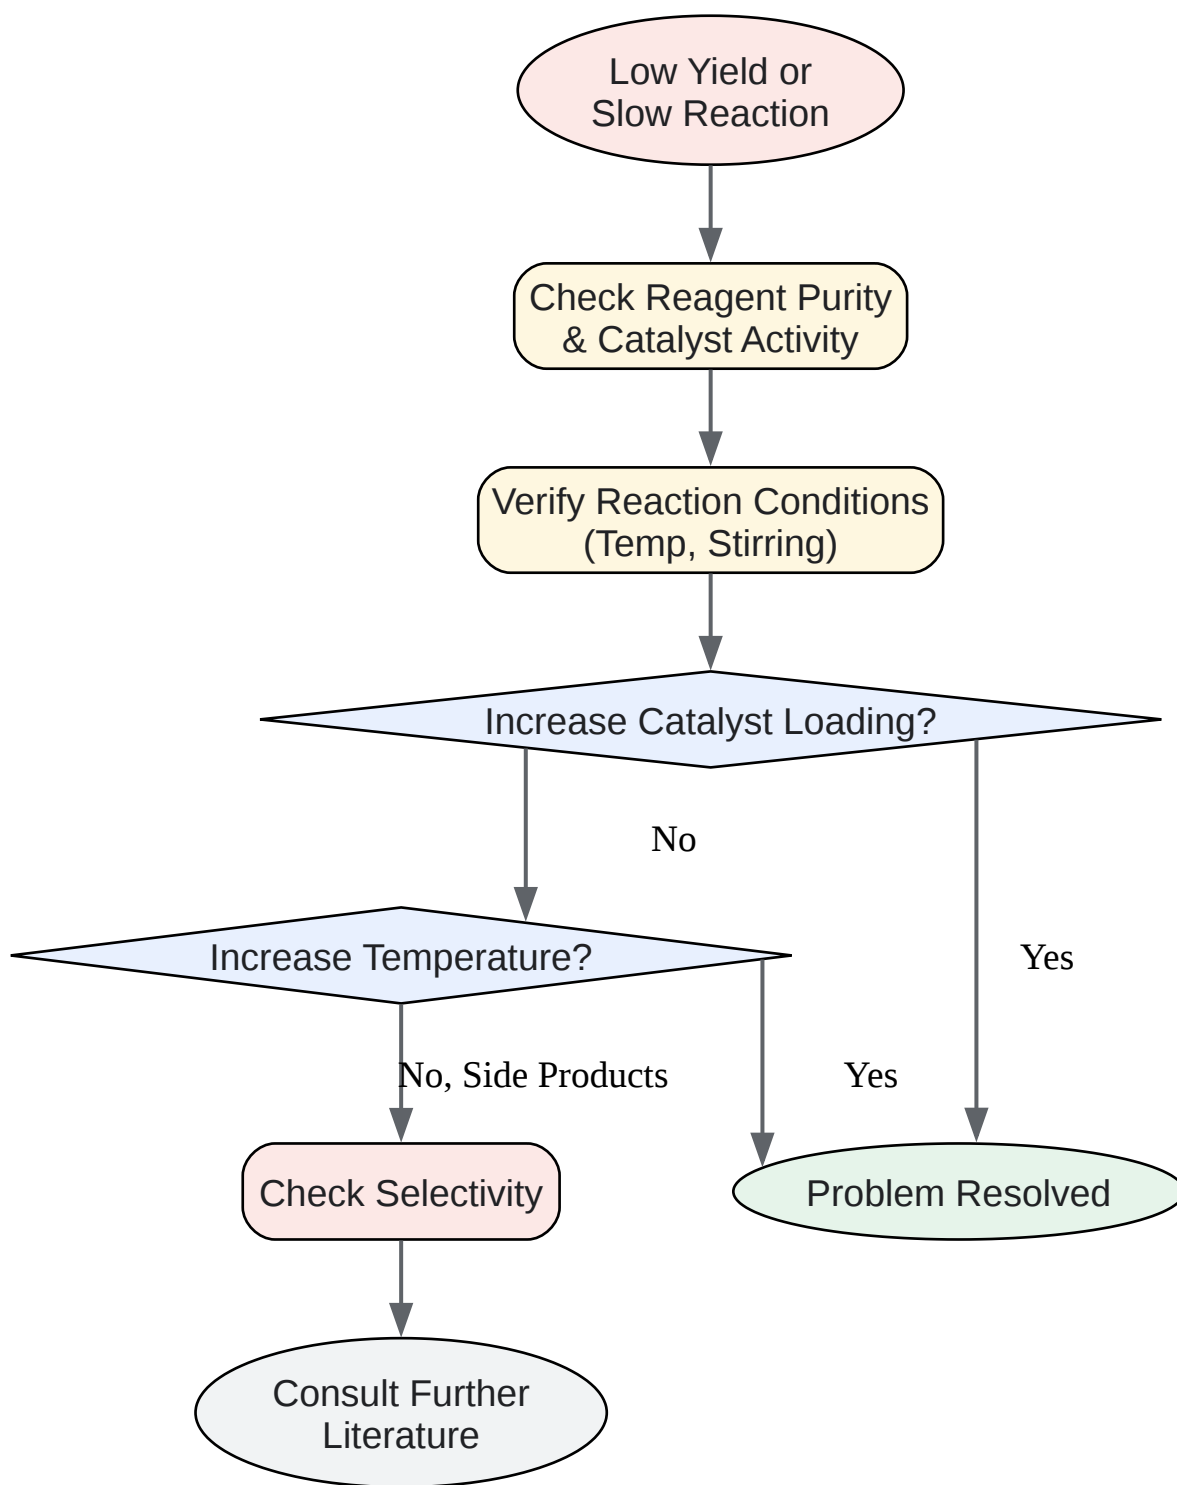 Low Yield or
Slow Reaction
Check Reagent Purity
& Catalyst Activity
Verify Reaction Conditions
(Temp, Stirring)
Increase Catalyst Loading?
No
Increase Temperature?
Yes
No, Side Products
Yes
Check Selectivity
Problem Resolved
Consult Further
Literature